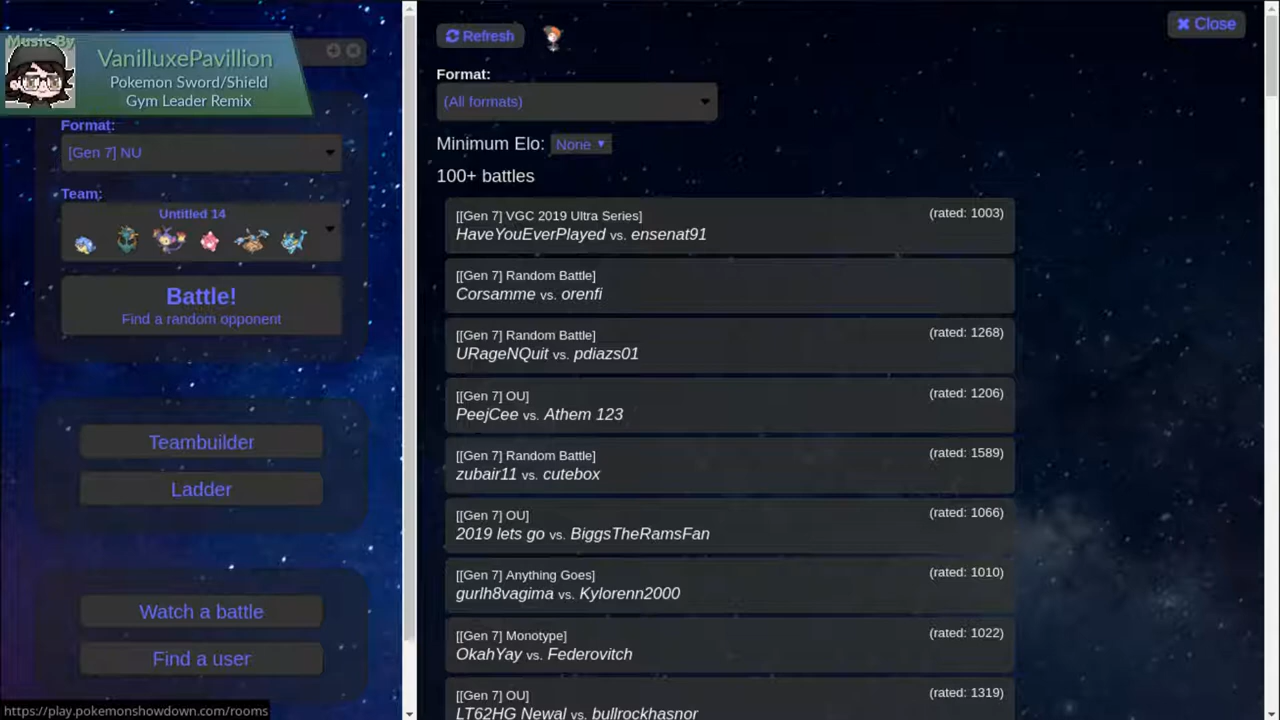 Music By
VanilluxePavillion
Pokemon Sword/Shield
Gym Leader Remix
Format:
[Gen 7] NU
Team:
Untitled 14
Battle!
Find a random opponent
Teambuilder
Ladder
Watch a battle
Find a user
https://play.pokemonshowdown.com/rooms
Refresh
Close
Format:
(All formats)
Minimum Elo: None
100+ battles
[[Gen 7] VGC 2019 Ultra Series] (rated: 1003)
HaveYouEverPlayed vs. ensenat91
[[Gen 7] Random Battle]
Corsamme vs. orenfi
[[Gen 7] Random Battle] (rated: 1268)
URageNQuit vs. pdiazs01
[[Gen 7] OU] (rated: 1206)
PeejCee vs. Athem 123
[[Gen 7] Random Battle] (rated: 1589)
zubair11 vs. cutebox
[[Gen 7] OU] (rated: 1066)
2019 lets go vs. BiggsTheRamsFan
[[Gen 7] Anything Goes] (rated: 1010)
gurlh8vagima vs. Kylorenn2000
[[Gen 7] Monotype] (rated: 1022)
OkahYay vs. Federovitch
[[Gen 7] OU] (rated: 1319)
LT62HG Newal vs. bullrockhasnor